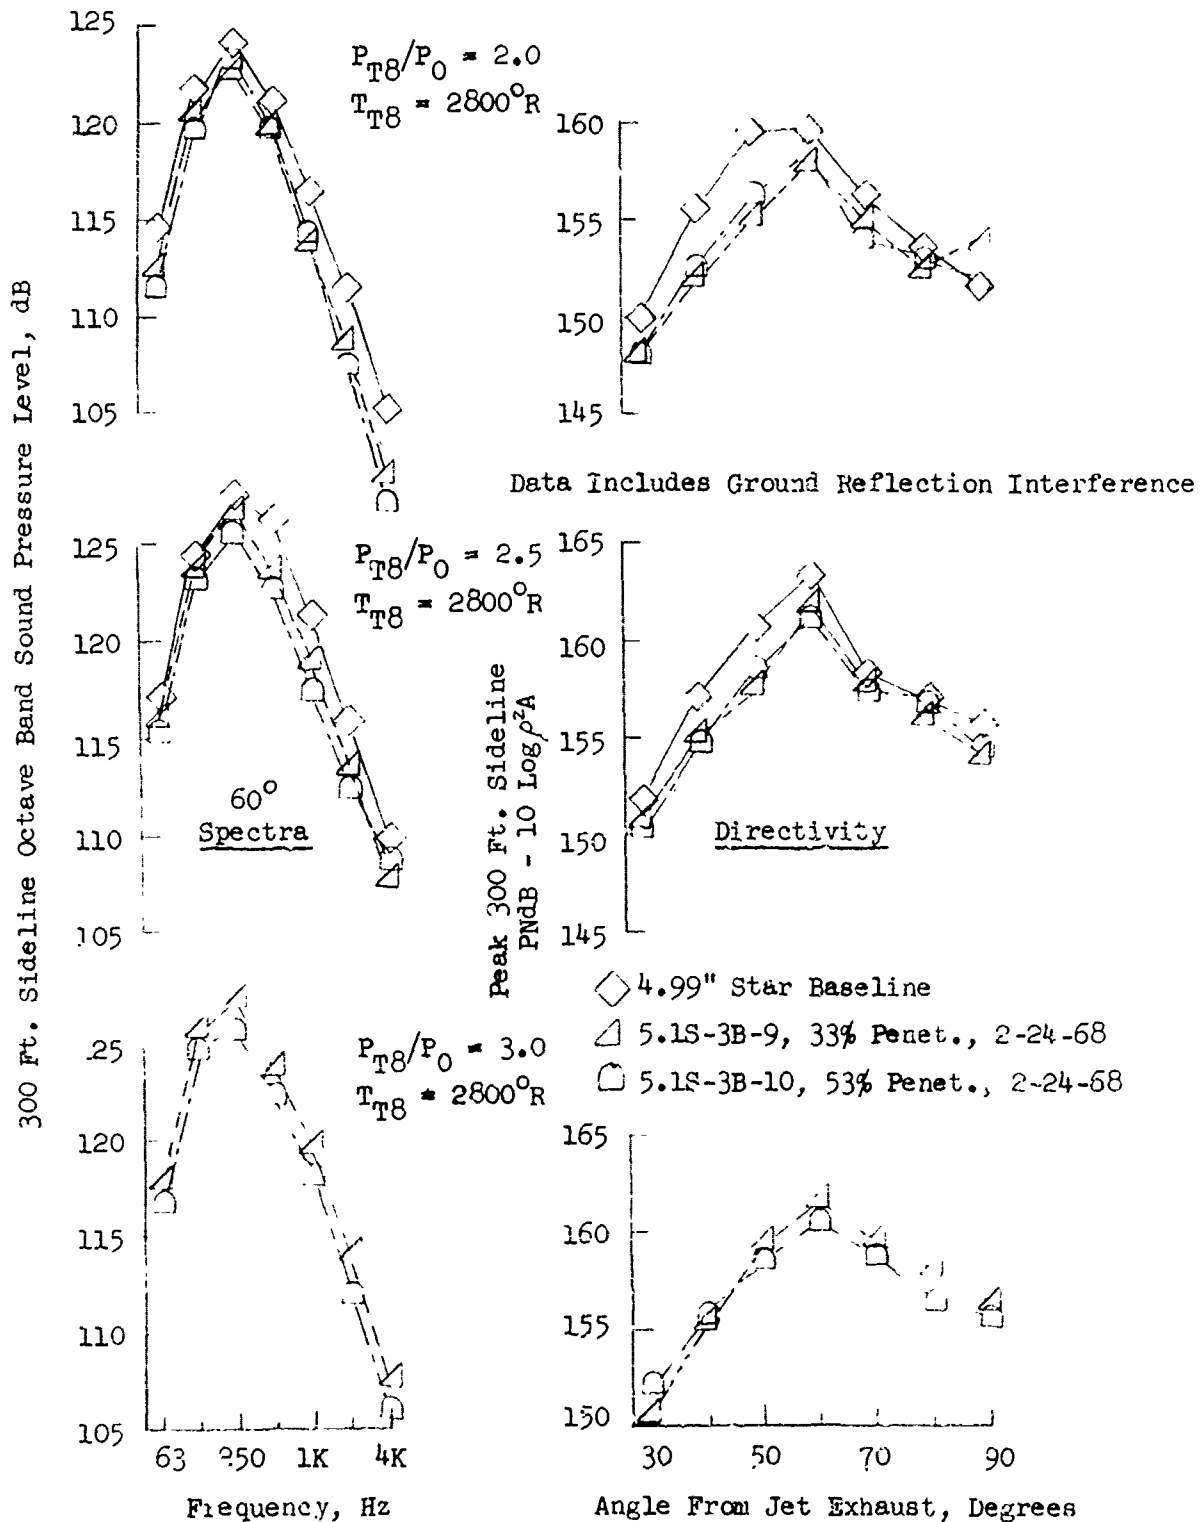 300 Ft. Sideline Octave Band Sound Pressure Level, dB
125
120
115
110
105
P_T8/P_0 = 2.0
T_T8 = 2800°R
160
155
150
145
Data Includes Ground Reflection Interference
125
120
115
110
105
P_T8/P_0 = 2.5
T_T8 = 2800°R
60°
Spectra
Peak 300 Ft. Sideline
PNdB - 10 Log ρ²A
165
160
155
150
145
Directivity
4.99" Star Baseline
5.1S-3B-9, 33% Penet., 2-24-68
5.1S-3B-10, 53% Penet., 2-24-68
25
120
115
110
105
P_T8/P_0 = 3.0
T_T8 = 2800°R
63 250 1K 4K
Frequency, Hz
165
160
155
150
30 50 70 90
Angle From Jet Exhaust, Degrees